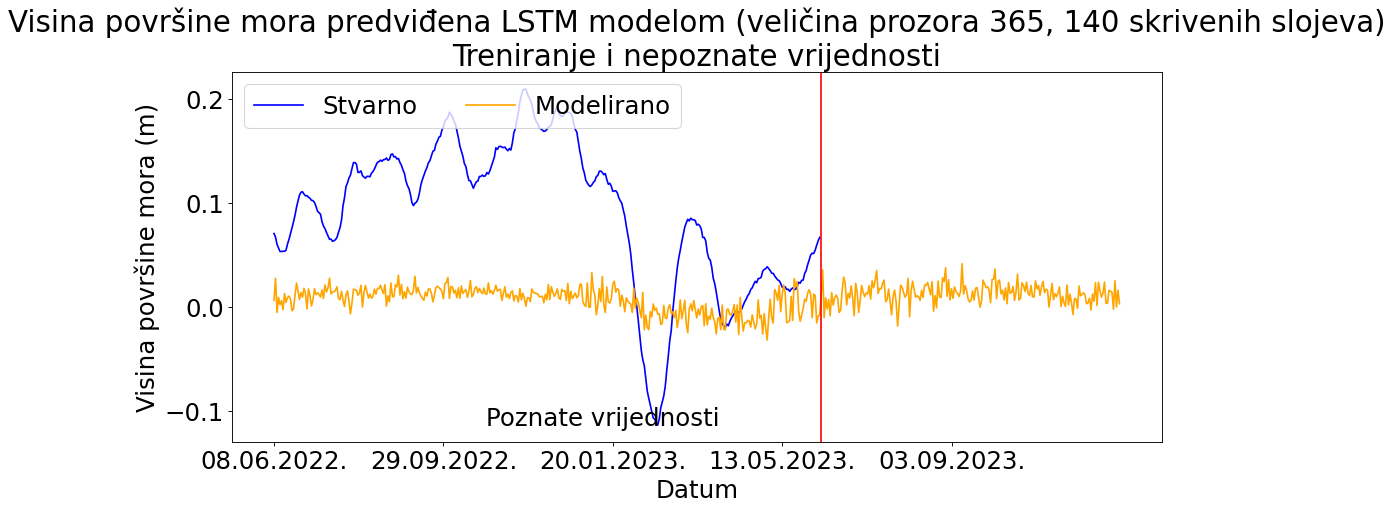 Visina površine mora predviđena LSTM modelom (veličina prozora 365, 140 skrivenih slojeva)
Treniranje i nepoznate vrijednosti
Stvarno
Modelirano
Visina površine mora (m)
0.2
0.1
0.0
−0.1
Poznate vrijednosti
08.06.2022.
29.09.2022.
20.01.2023.
13.05.2023.
03.09.2023.
Datum